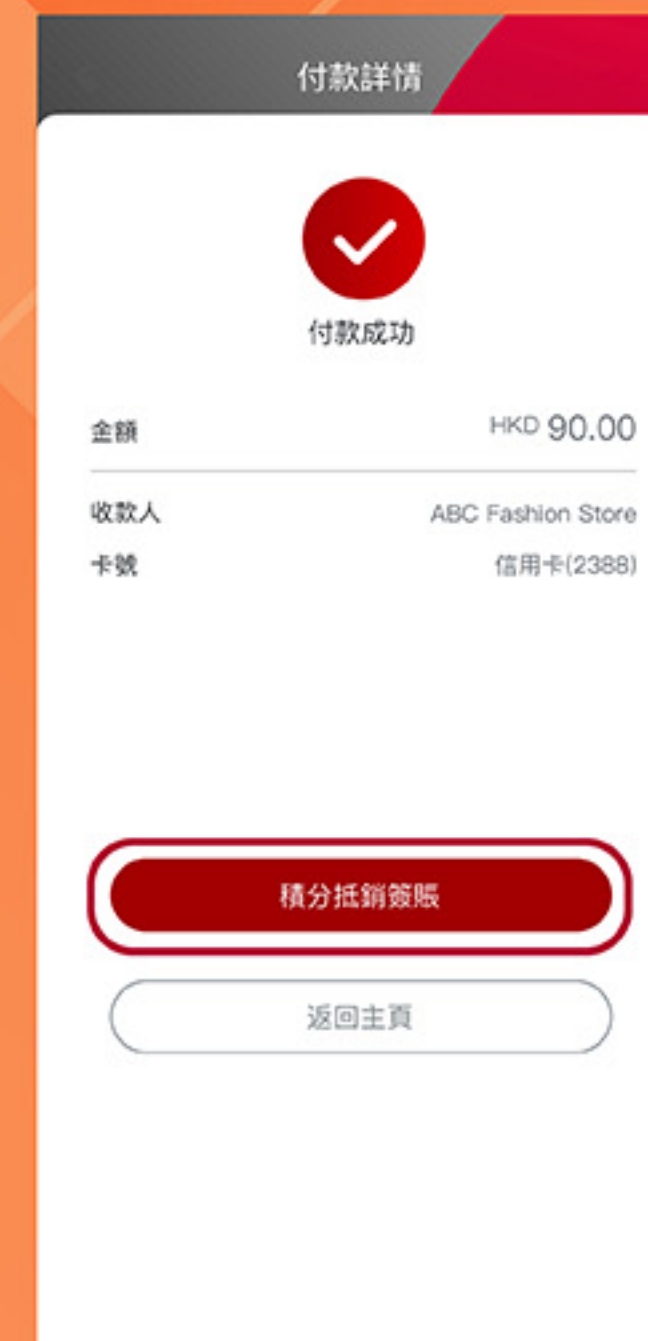 付款詳情
付款成功
金額 HKD 90.00
收款人 ABC Fashion Store
卡號 信用卡(2388)
積分抵銷簽賬
返回主頁